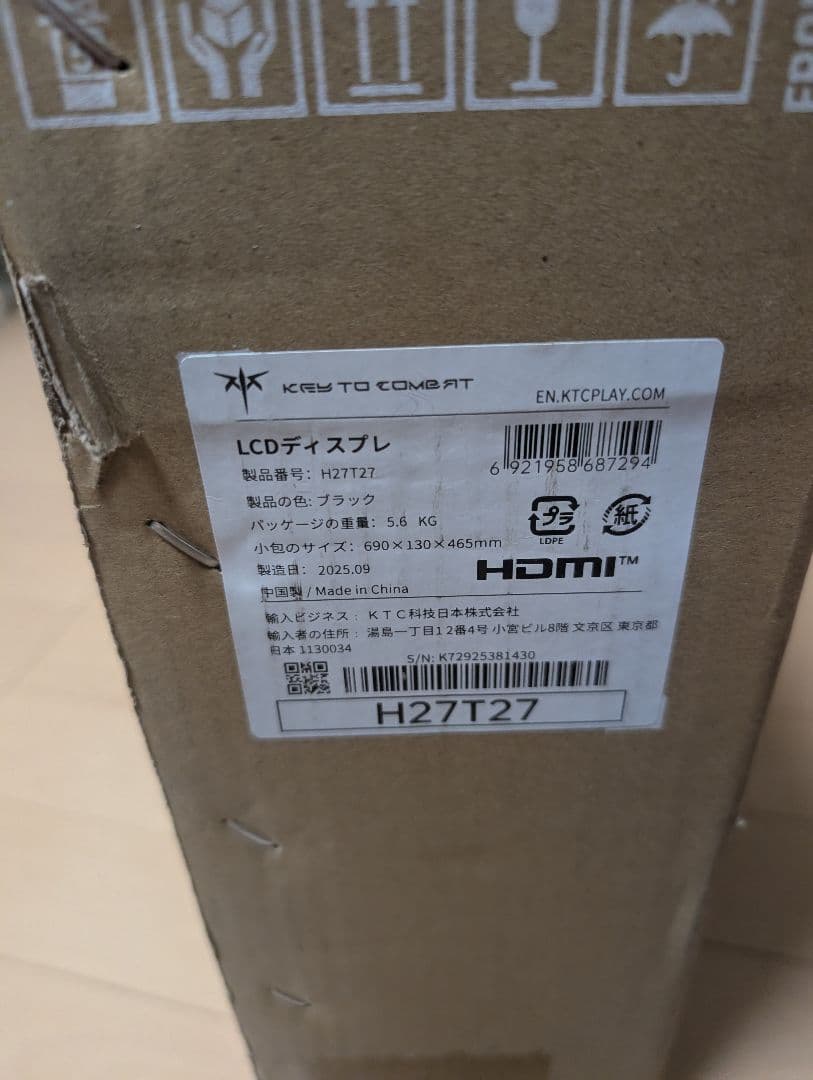 KEY TO COMBAT
EN.KTCPLAY.COM
LCDディスプレ
製品番号: H27T27
6 921958 687294
製品の色: ブラック
パッケージの重量: 5.6 KG
プラ
LDPE
紙
小包のサイズ: 690×130×465mm
HDMI™
製造日: 2025.09
中国製 / Made in China
輸入ビジネス: KTC科技日本株式会社
輸入者の住所: 湯島一丁目12番4号 小宮ビル8階 文京区 東京都
日本 1130034
S/N: K72925381430
H27T27